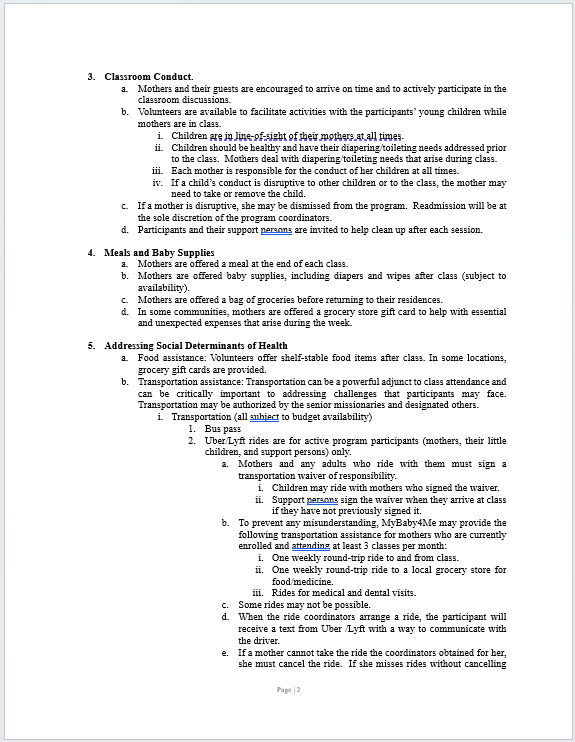 3. Classroom Conduct.
a. Mothers and their guests are encouraged to arrive on time and to actively participate in the
classroom discussions.
b. Volunteers are available to facilitate activities with the participants' young children while
mothers are in class.
i. Children are in line-of-sight of their mothers at all times.
ii. Children should be healthy and have their diapering/toileting needs addressed prior
to the class. Mothers deal with diapering/toileting needs that arise during class.
iii. Each mother is responsible for the conduct of her children at all times.
iv. If a child's conduct is disruptive to other children or to the class, the mother may
need to take or remove the child.
c. If a mother is disruptive, she may be dismissed from the program. Readmission will be at
the sole discretion of the program coordinators.
d. Participants and their support persons are invited to help clean up after each session.
4. Meals and Baby Supplies
a. Mothers are offered a meal at the end of each class.
b. Mothers are offered baby supplies, including diapers and wipes after class (subject to
availability).
c. Mothers are offered a bag of groceries before returning to their residences.
d. In some communities, mothers are offered a grocery store gift card to help with essential
and unexpected expenses that arise during the week.
5. Addressing Social Determinants of Health
a. Food assistance: Volunteers offer shelf-stable food items after class. In some locations,
grocery gift cards are provided.
b. Transportation assistance: Transportation can be a powerful adjunct to class attendance and
can be critically important to addressing challenges that participants may face.
Transportation may be authorized by the senior missionaries and designated others.
i. Transportation (all subject to budget availability)
1. Bus pass
2. Uber/Lyft rides are for active program participants (mothers, their little
children, and support persons) only.
a. Mothers and any adults who ride with them must sign a
transportation waiver of responsibility.
i. Children may ride with mothers who signed the waiver.
ii. Support persons sign the waiver when they arrive at class
if they have not previously signed it.
b. To prevent any misunderstanding, MyBaby4Me may provide the
following transportation assistance for mothers who are currently
enrolled and attending at least 3 classes per month:
i. One weekly round-trip ride to and from class.
ii. One weekly round-trip ride to a local grocery store for
food/medicine.
iii. Rides for medical and dental visits.
c. Some rides may not be possible.
d. When the ride coordinators arrange a ride, the participant will
receive a text from Uber /Lyft with a way to communicate with
the driver.
e. If a mother cannot take the ride the coordinators obtained for her,
she must cancel the ride. If she misses rides without cancelling
Page | 2